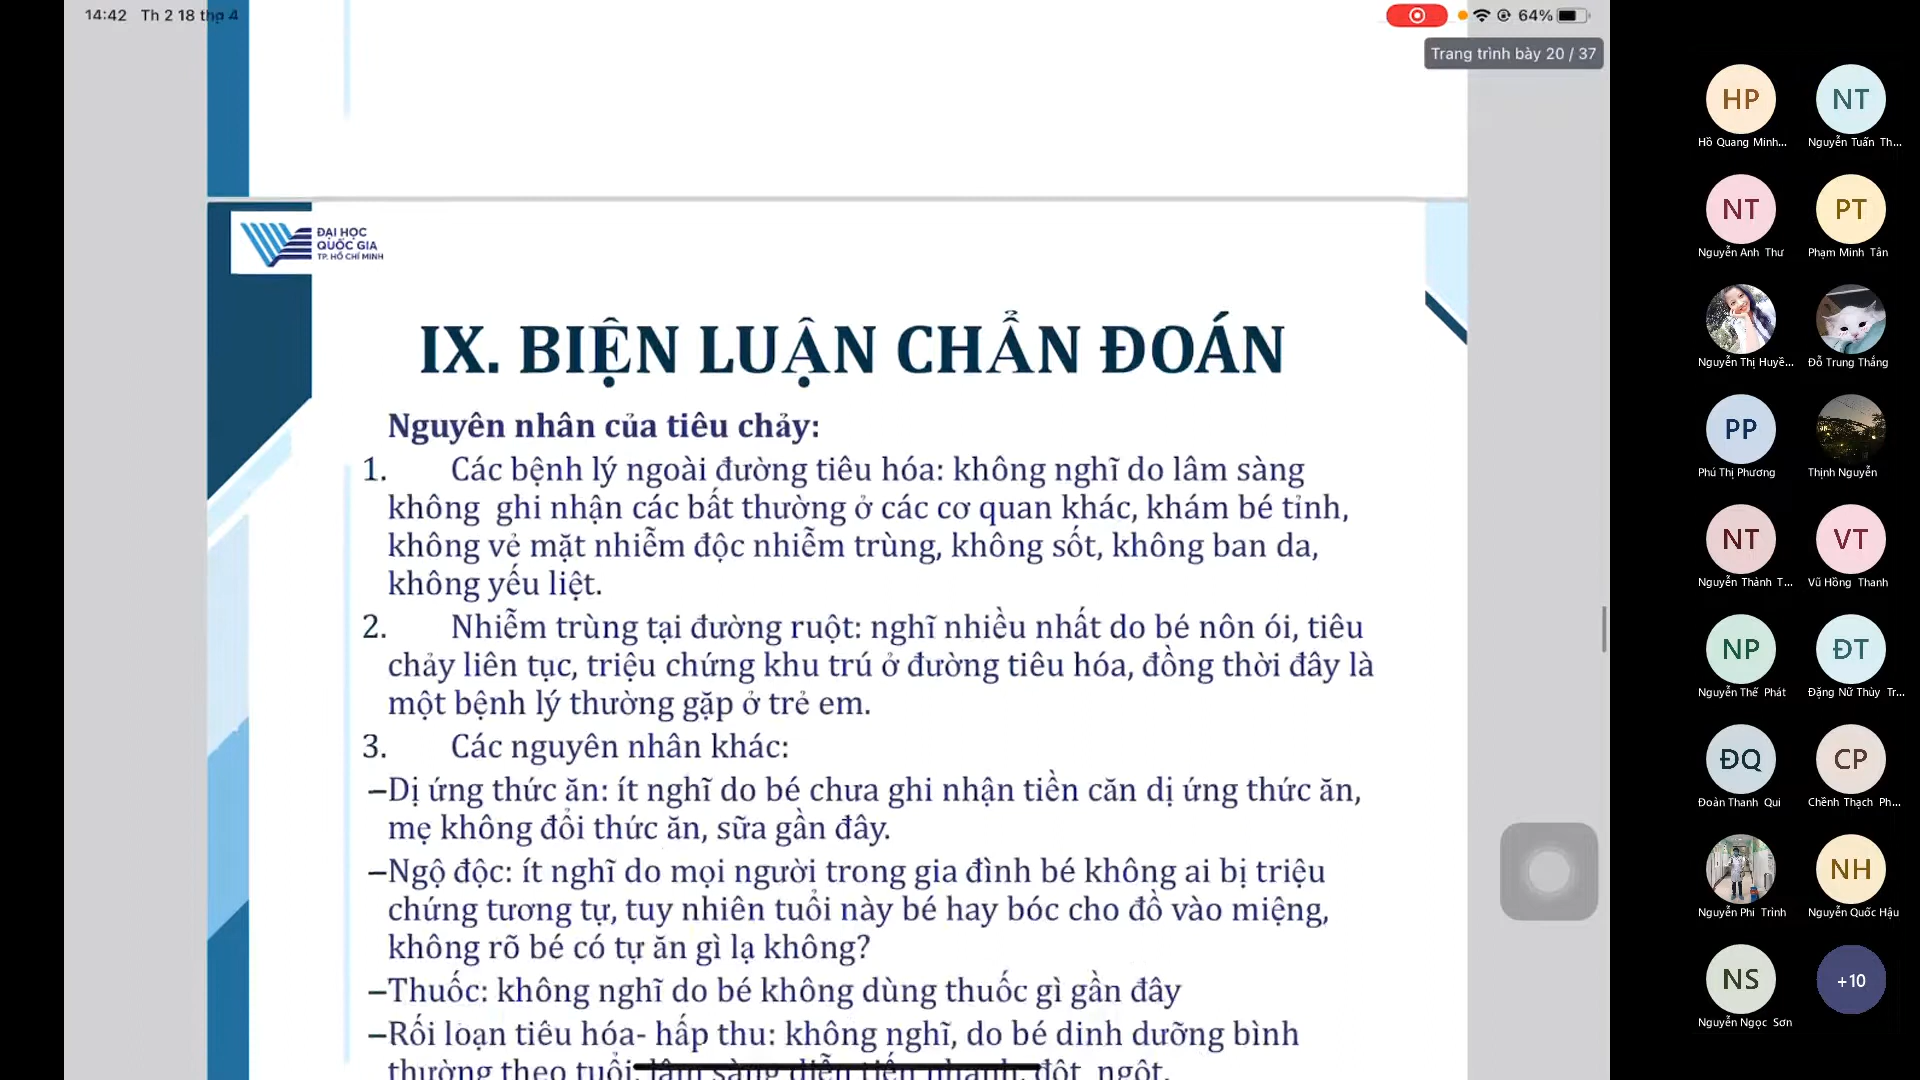 14:42 Th 2 18 thg 4
64%
Trang trình bày 20 / 37
ĐẠI HỌC
QUỐC GIA
TP. HỒ CHÍ MINH
IX. BIỆN LUẬN CHẨN ĐOÁN
Nguyên nhân của tiêu chảy:
1. Các bệnh lý ngoài đường tiêu hóa: không nghĩ do lâm sàng
không ghi nhận các bất thường ở các cơ quan khác, khám bé tỉnh,
không vẻ mặt nhiễm độc nhiễm trùng, không sốt, không ban da,
không yếu liệt.
2. Nhiễm trùng tại đường ruột: nghĩ nhiều nhất do bé nôn ói, tiêu
chảy liên tục, triệu chứng khu trú ở đường tiêu hóa, đồng thời đây là
một bệnh lý thường gặp ở trẻ em.
3. Các nguyên nhân khác:
–Dị ứng thức ăn: ít nghĩ do bé chưa ghi nhận tiền căn dị ứng thức ăn,
mẹ không đổi thức ăn, sữa gần đây.
–Ngộ độc: ít nghĩ do mọi người trong gia đình bé không ai bị triệu
chứng tương tự, tuy nhiên tuổi này bé hay bóc cho đồ vào miệng,
không rõ bé có tự ăn gì lạ không?
–Thuốc: không nghĩ do bé không dùng thuốc gì gần đây
–Rối loạn tiêu hóa- hấp thu: không nghĩ, do bé dinh dưỡng bình
thường theo tuổi, lâm sàng diễn tiến nhanh, đột ngột.
HP
Hồ Quang Minh...
NT
Nguyễn Tuấn Th...
NT
Nguyễn Anh Thư
PT
Phạm Minh Tân
Nguyễn Thị Huyề...
Đỗ Trung Thắng
PP
Phú Thị Phương
Thịnh Nguyễn
NT
Nguyễn Thành T...
VT
Vũ Hồng Thanh
NP
Nguyễn Thế Phát
ĐT
Đặng Nữ Thùy Tr...
ĐQ
Đoàn Thanh Qui
CP
Chềnh Thạch Ph...
Nguyễn Phi Trình
NH
Nguyễn Quốc Hậu
NS
Nguyễn Ngọc Sơn
+10